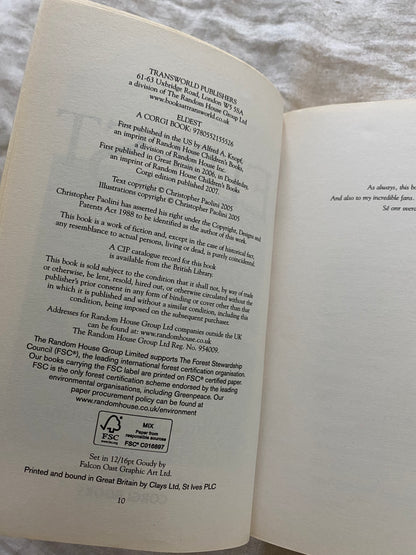 TRANSWORLD PUBLISHERS
61-63 Uxbridge Road, London W5 5SA
a division of The Random House Group Ltd
www.booksattransworld.co.uk
ELDEST
A CORGI BOOK: 9780552155526
First published in the US by Alfred A. Knopf,
an imprint of Random House Children's Books,
a division of Random House Inc.
First published in Great Britain in 2005, in Doubleday,
an imprint of Random House Children's Books
Corgi edition published 2007.
Text copyright © Christopher Paolini 2005
Illustrations copyright © Christopher Paolini 2005
Christopher Paolini has asserted his right under the Copyright, Designs and
Patents Act 1988 to be identified as the author of this work.
This book is a work of fiction and, except in the case of historical fact,
any resemblance to actual persons, living or dead, is purely coincidental.
A CIP catalogue record for this book
is available from the British Library.
This book is sold subject to the condition that it shall not, by way of trade
or otherwise, be lent, resold, hired out, or otherwise circulated without the
publisher's prior consent in any form of binding or cover other than that
in which it is published and without a similar condition, including this
condition, being imposed on the subsequent purchaser.
Addresses for Random House Group Ltd companies outside the UK
can be found at: www.randomhouse.co.uk
The Random House Group Ltd Reg. No. 954009.
The Random House Group Limited supports The Forest Stewardship
Council (FSC®), the leading international forest certification organisation.
Our books carrying the FSC label are printed on FSC® certified paper.
FSC is the only forest certification scheme endorsed by the leading
environmental organisations, including Greenpeace. Our
paper procurement policy can be found at
www.randomhouse.co.uk/environment
FSC
www.fsc.org
MIX
Paper from
responsible sources
FSC® C016897
Set in 12/16pt Goudy by
Falcon Oast Graphic Art Ltd.
Printed and bound in Great Britain by Clays Ltd, St Ives PLC
10
As always, this bo
And also to my incredible fans.
Sé onr sver